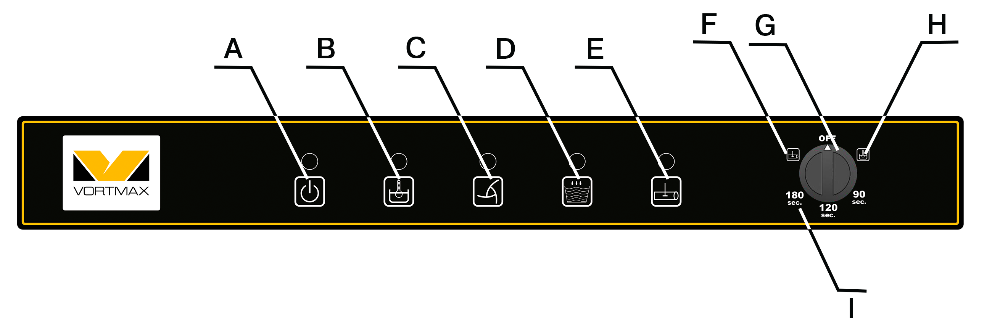 A
B
C
D
E
F
G
H
VORTMAX
OFF
180
sec.
120
sec.
90
sec.
I